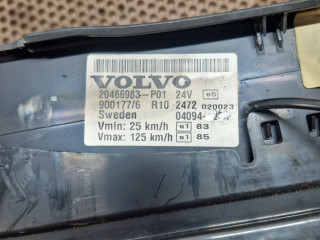 VOLVO
20466983-P01 24V e5
900177/6 R10 2472 020023
Sweden 04094-
Vmin: 25 km/h e1 83
Vmax: 125 km/h e1 85